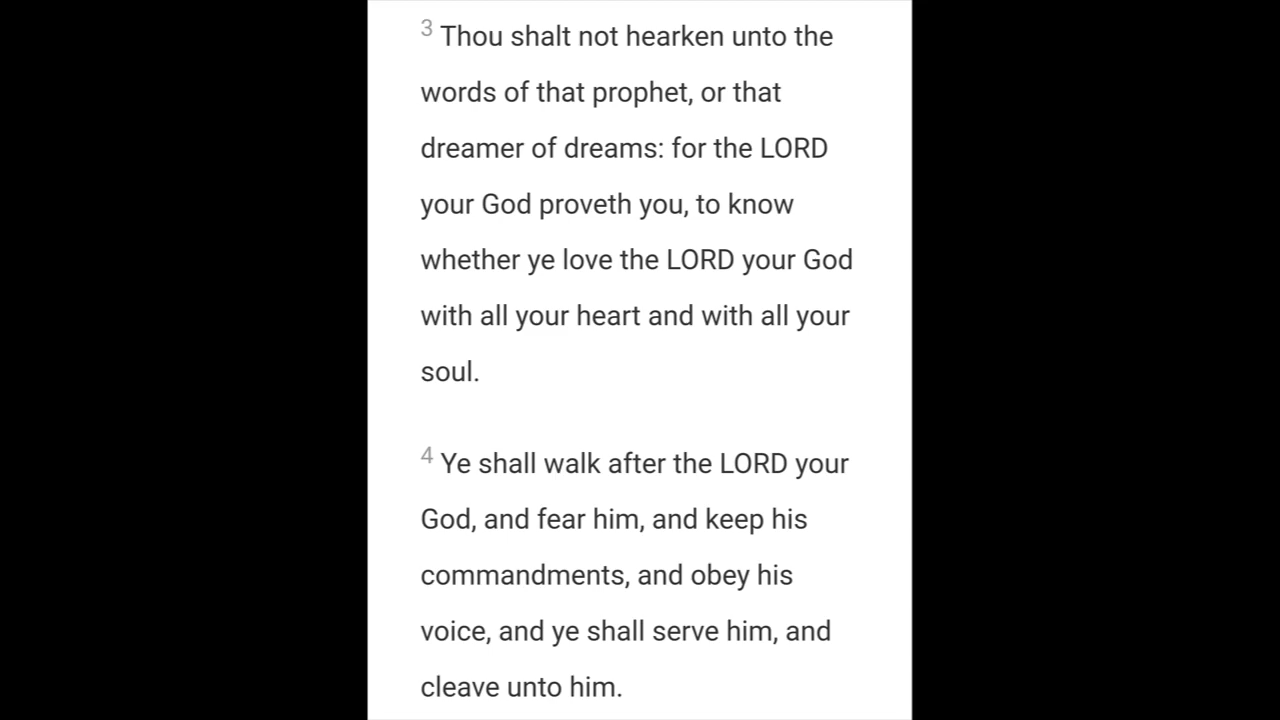 3 Thou shalt not hearken unto the
words of that prophet, or that
dreamer of dreams: for the LORD
your God proveth you, to know
whether ye love the LORD your God
with all your heart and with all your
soul.
4 Ye shall walk after the LORD your
God, and fear him, and keep his
commandments, and obey his
voice, and ye shall serve him, and
cleave unto him.